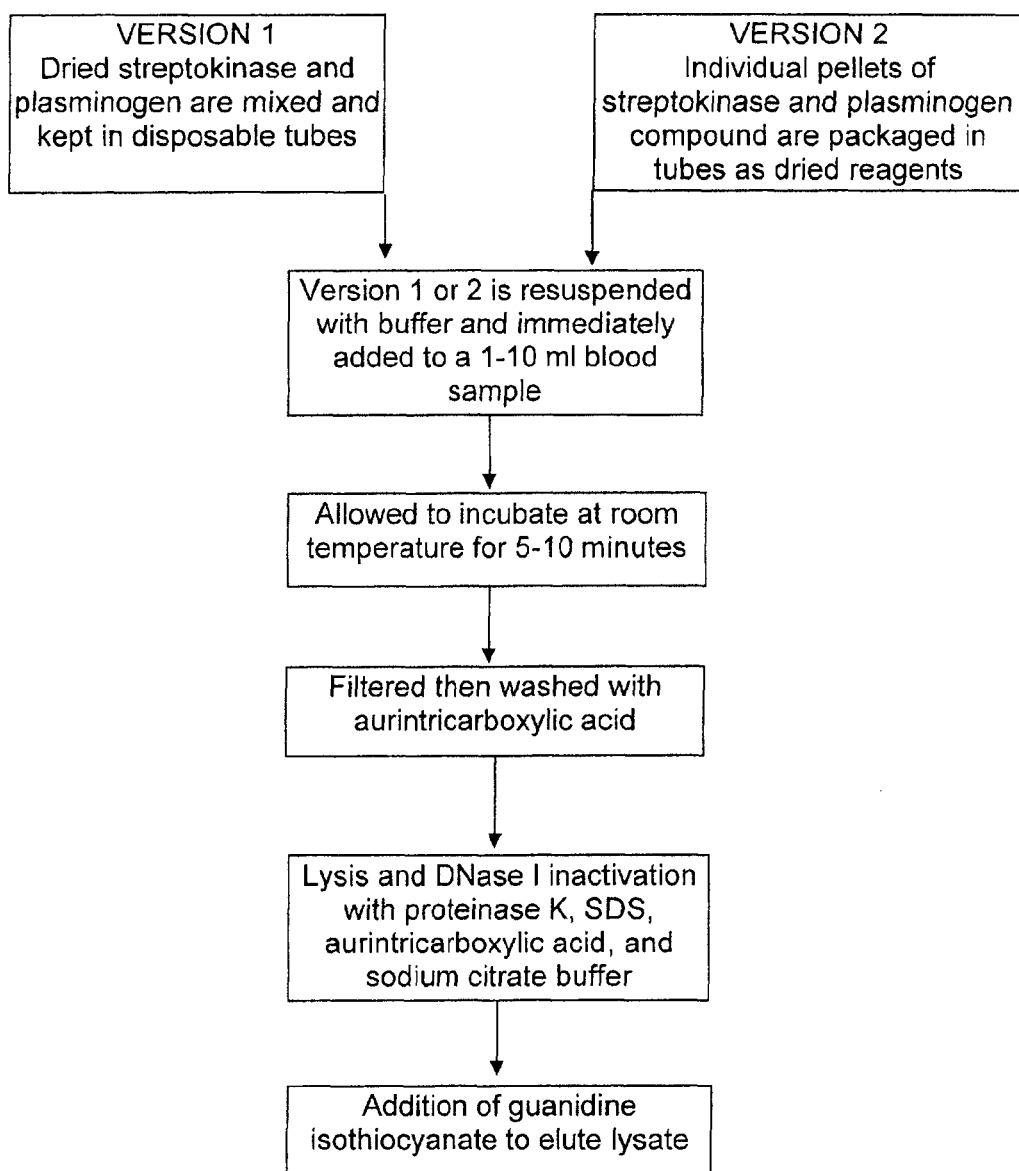 VERSION 1
Dried streptokinase and
plasminogen are mixed and
kept in disposable tubes
VERSION 2
Individual pellets of
streptokinase and plasminogen
compound are packaged in
tubes as dried reagents
Version 1 or 2 is resuspended
with buffer and immediately
added to a 1-10 ml blood
sample
Allowed to incubate at room
temperature for 5-10 minutes
Filtered then washed with
aurintricarboxylic acid
Lysis and DNase I inactivation
with proteinase K, SDS,
aurintricarboxylic acid, and
sodium citrate buffer
Addition of guanidine
isothiocyanate to elute lysate